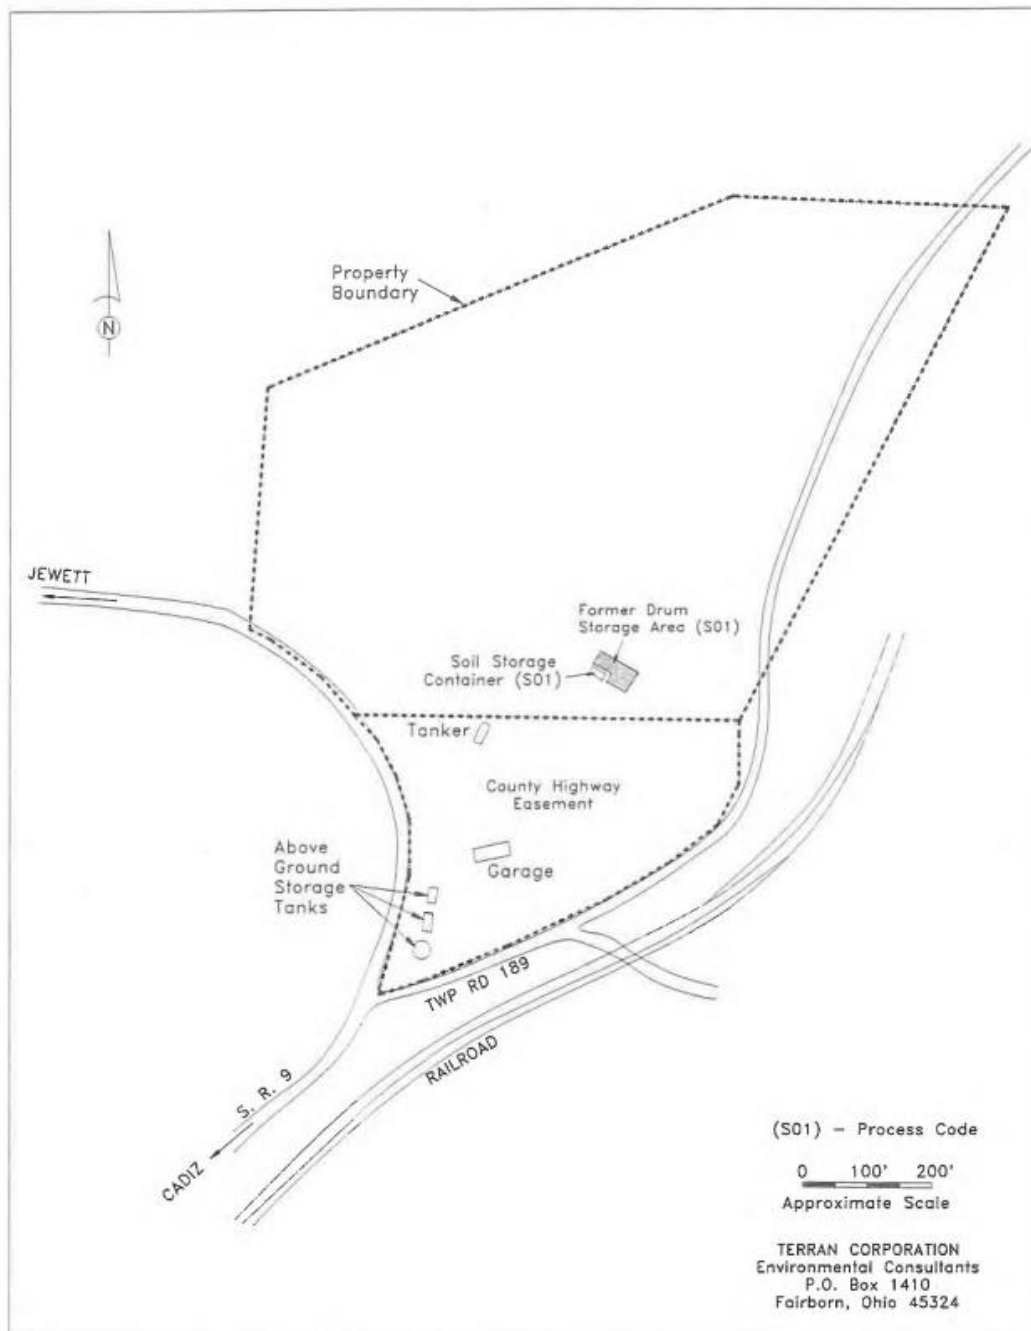 Property
Boundary
N
JEWETT
Former Drum
Storage Area (S01)
Soil Storage
Container (S01)
Tanker
County Highway
Easement
Above
Ground
Storage
Tanks
Garage
TWP RD 189
RAILROAD
S. R. 9
CADIZ
(S01) – Process Code
0 100' 200'
Approximate Scale
TERRAN CORPORATION
Environmental Consultants
P.O. Box 1410
Fairborn, Ohio 45324